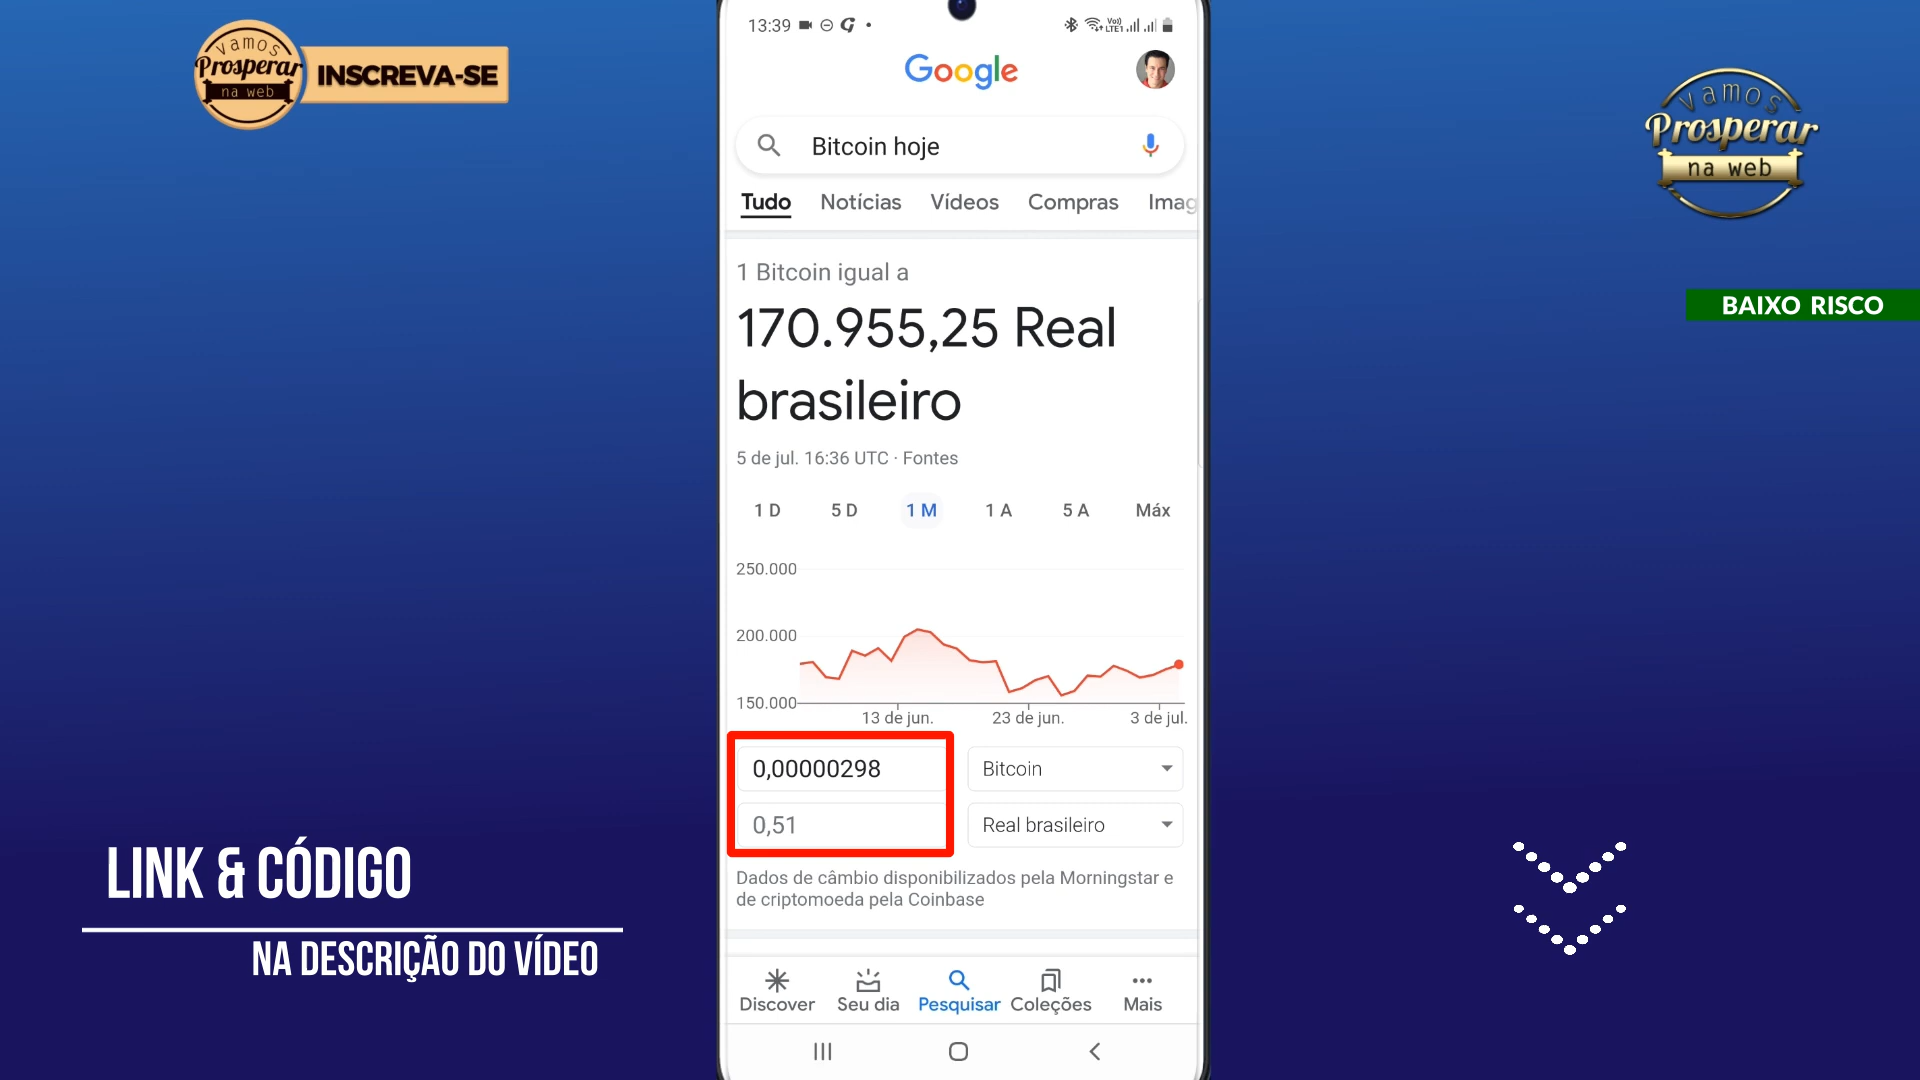 vamos
Prosperar
na web
INSCREVA-SE
13:39
Vo))
LTE1
Google
Bitcoin hoje
Tudo Notícias Vídeos Compras Imag
1 Bitcoin igual a
170.955,25 Real
brasileiro
5 de jul. 16:36 UTC · Fontes
1 D 5 D 1 M 1 A 5 A Máx
250.000
200.000
150.000
13 de jun. 23 de jun. 3 de jul.
0,00000298 Bitcoin
0,51 Real brasileiro
Dados de câmbio disponibilizados pela Morningstar e
de criptomoeda pela Coinbase
Discover Seu dia Pesquisar Coleções Mais
vamos
Prosperar
na web
BAIXO RISCO
LINK & CÓDIGO
NA DESCRIÇÃO DO VÍDEO